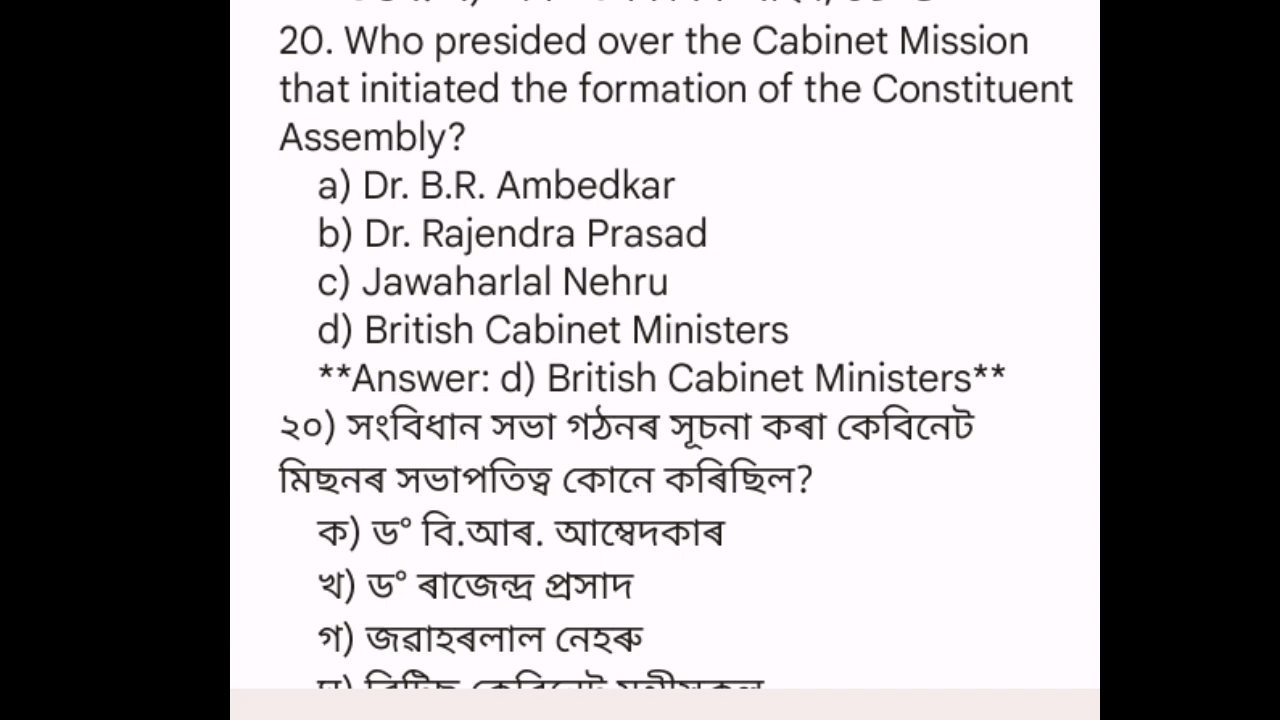 20. Who presided over the Cabinet Mission
that initiated the formation of the Constituent
Assembly?
a) Dr. B.R. Ambedkar
b) Dr. Rajendra Prasad
c) Jawaharlal Nehru
d) British Cabinet Ministers
**Answer: d) British Cabinet Ministers**
২০) সংবিধান সভা গঠনৰ সূচনা কৰা কেবিনেট
মিছনৰ সভাপতিত্ব কোনে কৰিছিল?
ক) ড° বি.আৰ. আম্বেদকাৰ
খ) ড° ৰাজেন্দ্ৰ প্ৰসাদ
গ) জৱাহৰলাল নেহৰু